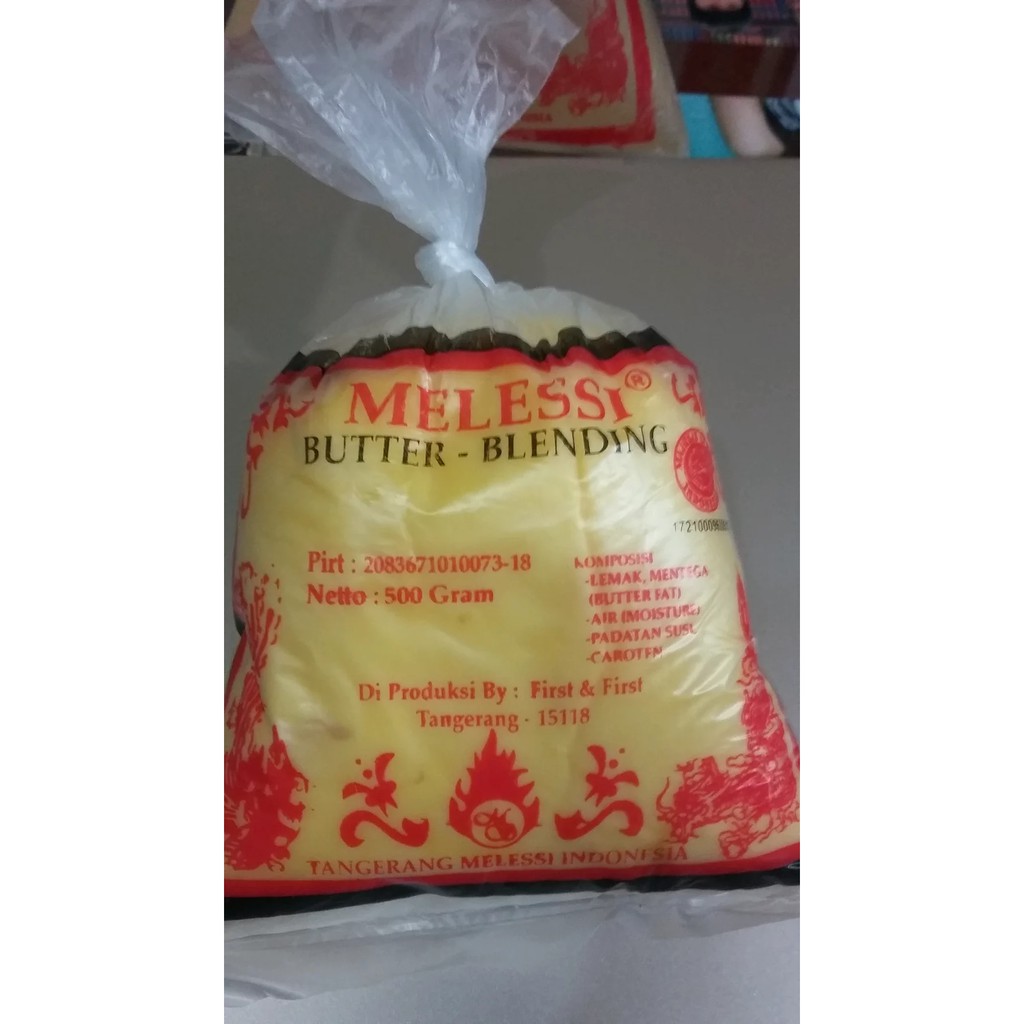 MELESSI®
BUTTER - BLENDING
Pirt : 2083671010073-18
Netto : 500 Gram
KOMPOSISI
-LEMAK, MENTEGA
(BUTTER FAT)
-AIR (MOISTURE)
-PADATAN SUSU
-CAROTEN
Di Produksi By : First & First
Tangerang - 15118
TANGERANG MELESSI INDONESIA